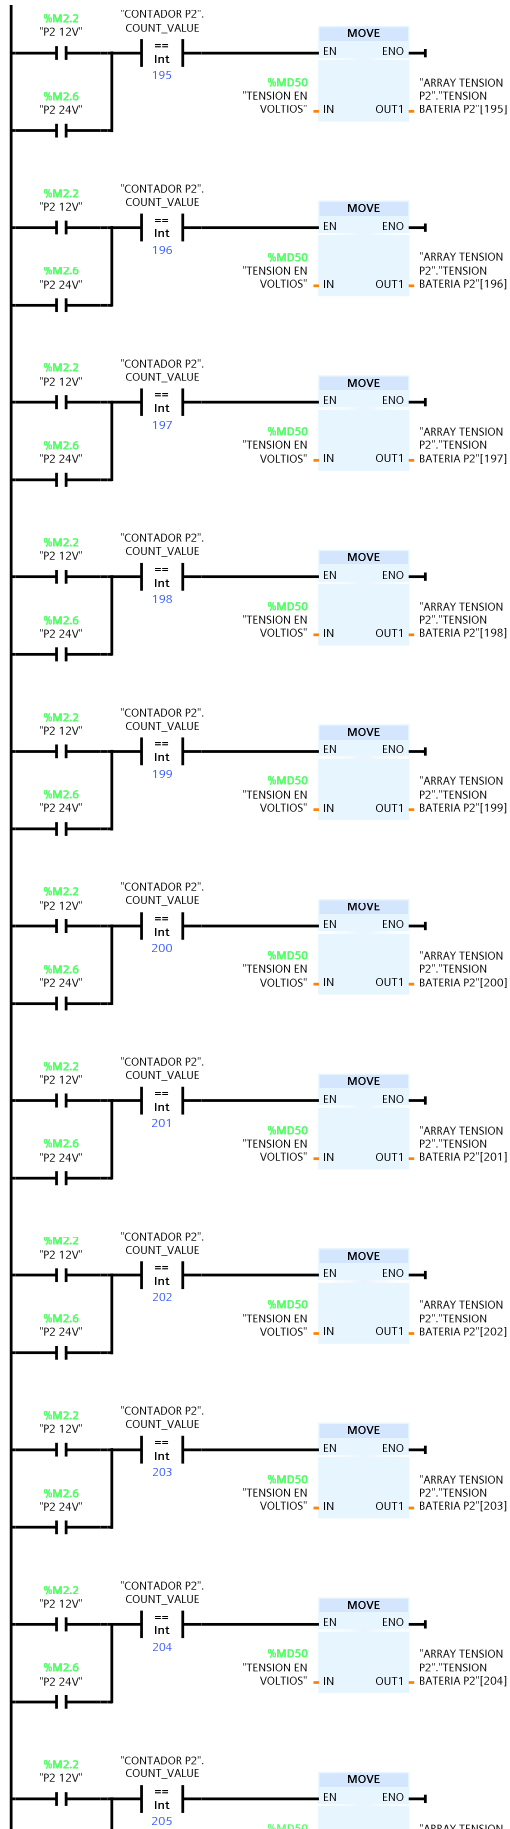 %M2.2
"P2 12V"
"CONTADOR P2".
COUNT_VALUE
==
Int
195
MOVE
EN ENO
%M2.6
"P2 24V"
%MD50
"TENSION EN
VOLTIOS"
IN OUT1
"ARRAY TENSION
P2"."TENSION
BATERIA P2"[195]
%M2.2
"P2 12V"
"CONTADOR P2".
COUNT_VALUE
==
Int
196
MOVE
EN ENO
%M2.6
"P2 24V"
%MD50
"TENSION EN
VOLTIOS"
IN OUT1
"ARRAY TENSION
P2"."TENSION
BATERIA P2"[196]
%M2.2
"P2 12V"
"CONTADOR P2".
COUNT_VALUE
==
Int
197
MOVE
EN ENO
%M2.6
"P2 24V"
%MD50
"TENSION EN
VOLTIOS"
IN OUT1
"ARRAY TENSION
P2"."TENSION
BATERIA P2"[197]
%M2.2
"P2 12V"
"CONTADOR P2".
COUNT_VALUE
==
Int
198
MOVE
EN ENO
%M2.6
"P2 24V"
%MD50
"TENSION EN
VOLTIOS"
IN OUT1
"ARRAY TENSION
P2"."TENSION
BATERIA P2"[198]
%M2.2
"P2 12V"
"CONTADOR P2".
COUNT_VALUE
==
Int
199
MOVE
EN ENO
%M2.6
"P2 24V"
%MD50
"TENSION EN
VOLTIOS"
IN OUT1
"ARRAY TENSION
P2"."TENSION
BATERIA P2"[199]
%M2.2
"P2 12V"
"CONTADOR P2".
COUNT_VALUE
==
Int
200
MOVE
EN ENO
%M2.6
"P2 24V"
%MD50
"TENSION EN
VOLTIOS"
IN OUT1
"ARRAY TENSION
P2"."TENSION
BATERIA P2"[200]
%M2.2
"P2 12V"
"CONTADOR P2".
COUNT_VALUE
==
Int
201
MOVE
EN ENO
%M2.6
"P2 24V"
%MD50
"TENSION EN
VOLTIOS"
IN OUT1
"ARRAY TENSION
P2"."TENSION
BATERIA P2"[201]
%M2.2
"P2 12V"
"CONTADOR P2".
COUNT_VALUE
==
Int
202
MOVE
EN ENO
%M2.6
"P2 24V"
%MD50
"TENSION EN
VOLTIOS"
IN OUT1
"ARRAY TENSION
P2"."TENSION
BATERIA P2"[202]
%M2.2
"P2 12V"
"CONTADOR P2".
COUNT_VALUE
==
Int
203
MOVE
EN ENO
%M2.6
"P2 24V"
%MD50
"TENSION EN
VOLTIOS"
IN OUT1
"ARRAY TENSION
P2"."TENSION
BATERIA P2"[203]
%M2.2
"P2 12V"
"CONTADOR P2".
COUNT_VALUE
==
Int
204
MOVE
EN ENO
%M2.6
"P2 24V"
%MD50
"TENSION EN
VOLTIOS"
IN OUT1
"ARRAY TENSION
P2"."TENSION
BATERIA P2"[204]
%M2.2
"P2 12V"
"CONTADOR P2".
COUNT_VALUE
==
Int
205
MOVE
EN ENO
%MD50
"ARRAY TENSION